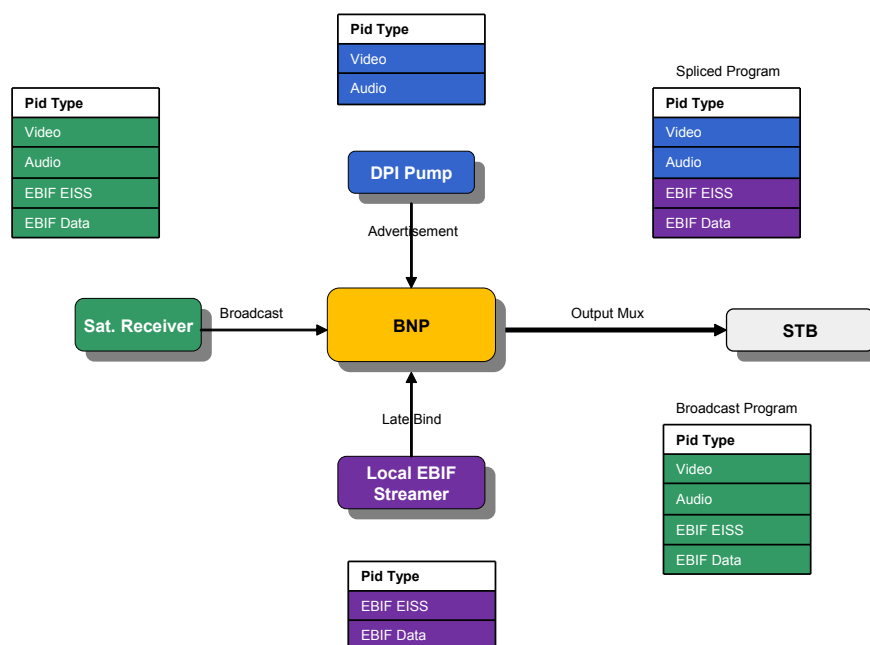 Pid Type
Video
Audio
Spliced Program
Pid Type
Video
Audio
EBIF EISS
EBIF Data
Pid Type
Video
Audio
EBIF EISS
EBIF Data
DPI Pump
Advertisement
Sat. Receiver
Broadcast
BNP
Output Mux
STB
Late Bind
Local EBIF
Streamer
Broadcast Program
Pid Type
Video
Audio
EBIF EISS
EBIF Data
Pid Type
EBIF EISS
EBIF Data